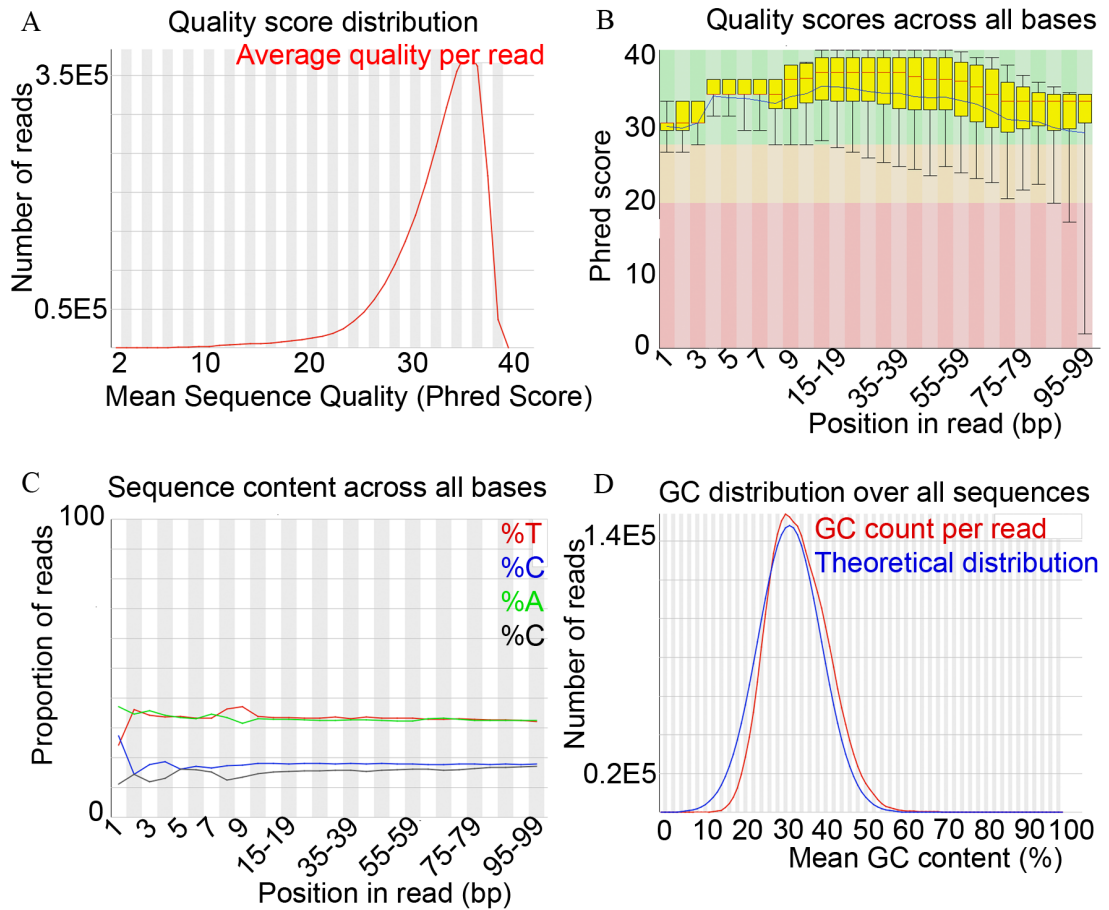 A
Quality score distribution
Average quality per read
3.5E5
0.5E5
Number of reads
2 10 20 30 40
Mean Sequence Quality (Phred Score)
B
Quality scores across all bases
40
30
20
10
0
Phred score
1 3 5 7 9 15-19 35-39 55-59 75-79 95-99
Position in read (bp)
C
Sequence content across all bases
100
0
Proportion of reads
%T
%C
%A
%C
1 3 5 7 9 15-19 35-39 55-59 75-79 95-99
Position in read (bp)
D
GC distribution over all sequences
GC count per read
Theoretical distribution
1.4E5
0.2E5
Number of reads
0 10 20 30 40 50 60 70 80 90 100
Mean GC content (%)